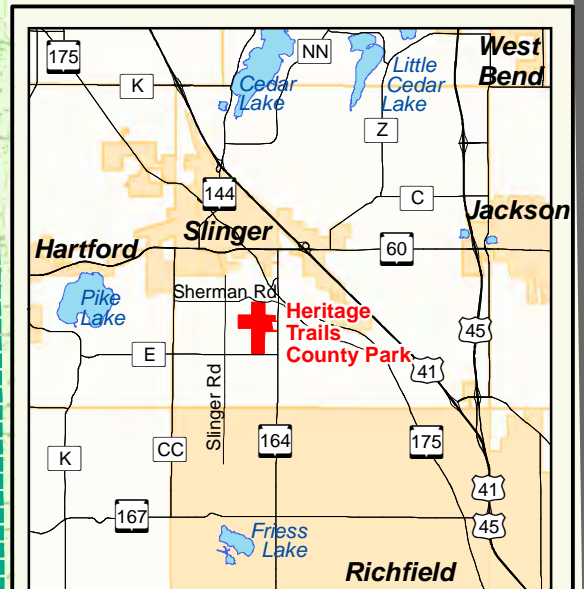 175
NN
West
Bend
K
Cedar
Lake
Little
Cedar
Lake
Z
144
C
Jackson
Slinger
Hartford
60
Pike
Lake
Sherman Rd
Heritage
Trails
County Park
45
E
41
Slinger Rd
K
CC
164
175
41
167
45
Friess
Lake
Richfield